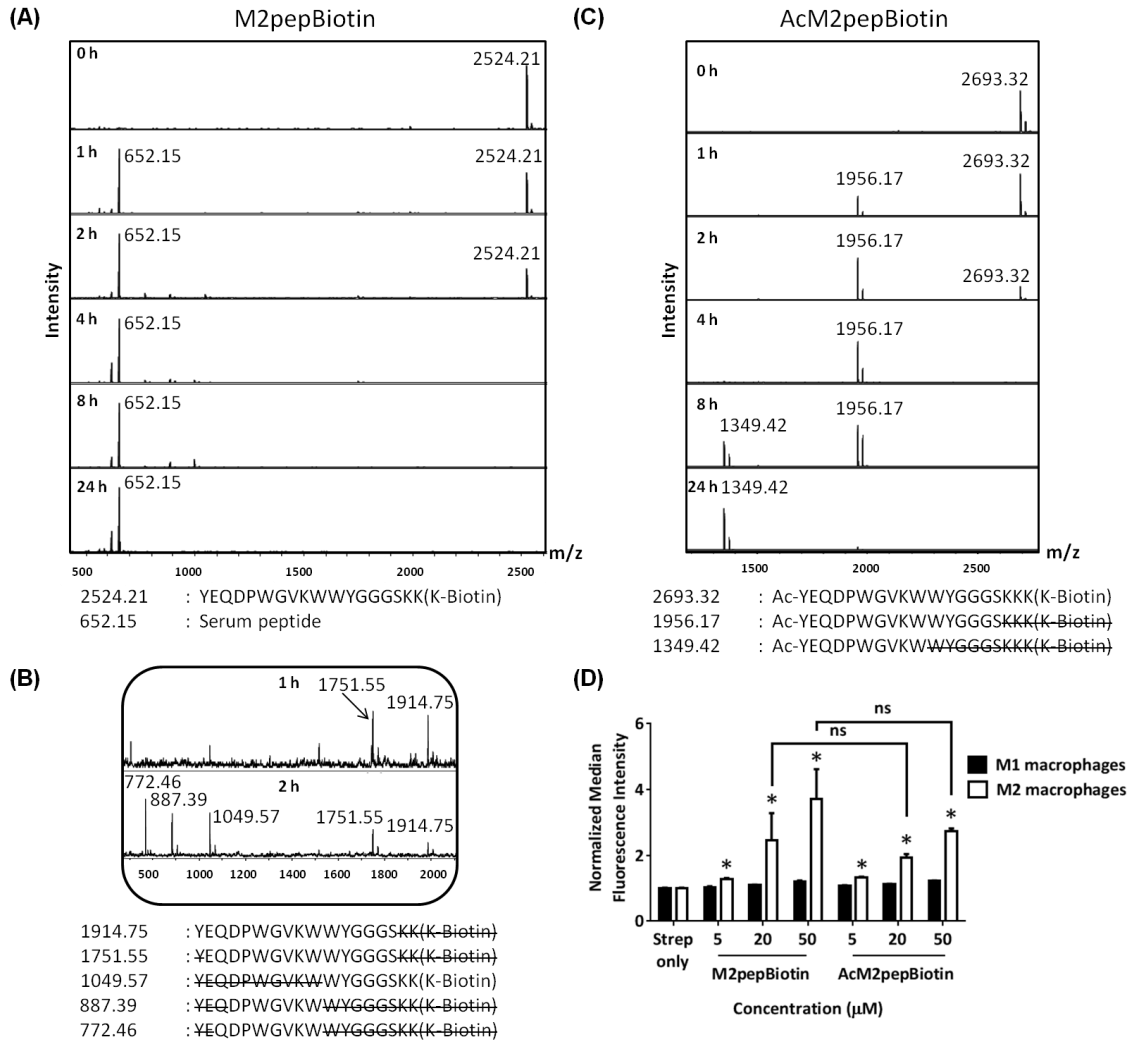 (A)
M2pepBiotin
0 h
2524.21
1 h
652.15
2524.21
2 h
652.15
2524.21
4 h
652.15
8 h
652.15
24 h
652.15
Intensity
m/z
500 1000 1500 2000 2500
2524.21 : YEQDPWGVKWWYGGGSKK(K-Biotin)
652.15 : Serum peptide
(C)
AcM2pepBiotin
0 h
2693.32
1 h
1956.17
2693.32
2 h
1956.17
2693.32
4 h
1956.17
8 h
1349.42
1956.17
24 h
1349.42
Intensity
m/z
1500 2000 2500
2693.32 : Ac-YEQDPWGVKWWYGGGSKKK(K-Biotin)
1956.17 : Ac-YEQDPWGVKWWYGGGSKKK(K-Biotin)
1349.42 : Ac-YEQDPWGVKWWYGGGSKKK(K-Biotin)
(B)
1 h
1751.55
1914.75
2 h
772.46
887.39
1049.57
1751.55
1914.75
500 800 1000 1200 1400 1600 1800 2000
1914.75 : YEQDPWGVKWWYGGGSKK(K-Biotin)
1751.55 : YEQDPWGVKWWYGGGSKK(K-Biotin)
1049.57 : YEQDPWGVKWWYGGGSKK(K-Biotin)
887.39 : YEQDPWGVKWWYGGGSKK(K-Biotin)
772.46 : YEQDPWGVKWWYGGGSKK(K-Biotin)
(D)
Normalized Median
Fluorescence Intensity
6
4
2
0
ns
ns
* * * * * *
M1 macrophages
M2 macrophages
Strep
only
5 20 50 5 20 50
M2pepBiotin AcM2pepBiotin
Concentration (μM)